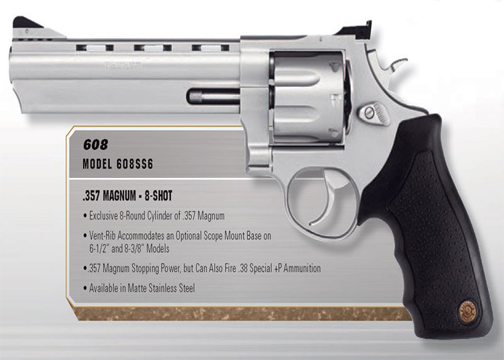 608
MODEL 608SS6
.357 MAGNUM • 8-SHOT
• Exclusive 8-Round Cylinder of .357 Magnum
• Vent-Rib Accommodates an Optional Scope Mount Base on
6-1/2" and 8-3/8" Models
• .357 Magnum Stopping Power, but Can Also Fire .38 Special +P Ammunition
• Available in Matte Stainless Steel